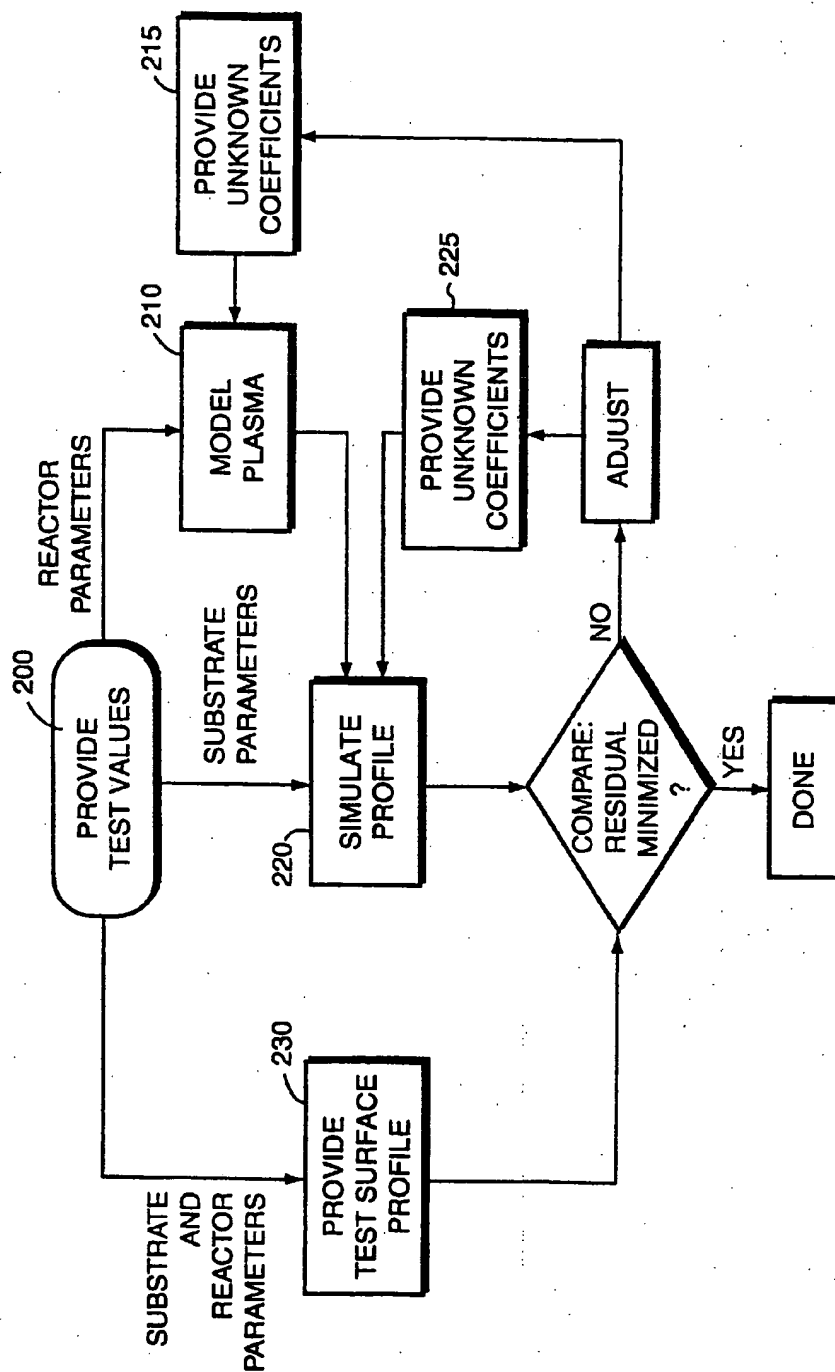 200
PROVIDE
TEST VALUES
SUBSTRATE
AND
REACTOR
PARAMETERS
SUBSTRATE
PARAMETERS
REACTOR
PARAMETERS
230
PROVIDE
TEST SURFACE
PROFILE
220
SIMULATE
PROFILE
210
MODEL
PLASMA
215
PROVIDE
UNKNOWN
COEFFICIENTS
225
PROVIDE
UNKNOWN
COEFFICIENTS
COMPARE:
RESIDUAL
MINIMIZED
?
NO
ADJUST
YES
DONE